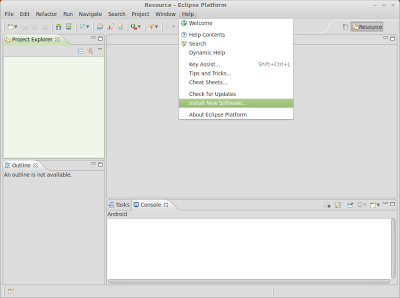 Resource - Eclipse Platform
File Edit Refactor Run Navigate Search Project Window Help
Welcome
Help Contents
Search
Dynamic Help
Key Assist... Shift+Ctrl+L
Tips and Tricks...
Cheat Sheets...
Check for Updates
Install New Software...
About Eclipse Platform
Resource
Project Explorer
Outline
An outline is not available.
Tasks Console
Android